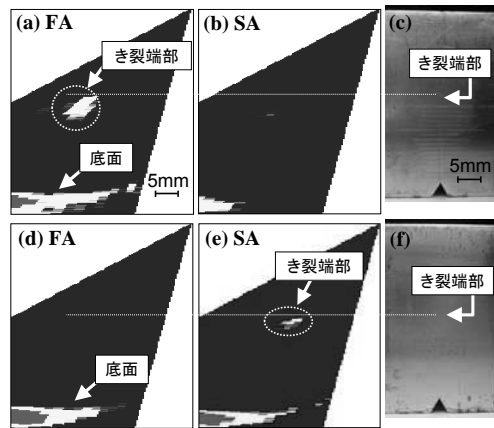 (a) FA
き裂端部
底面
5mm
(b) SA
(c)
き裂端部
5mm
(d) FA
底面
(e) SA
き裂端部
(f)
き裂端部